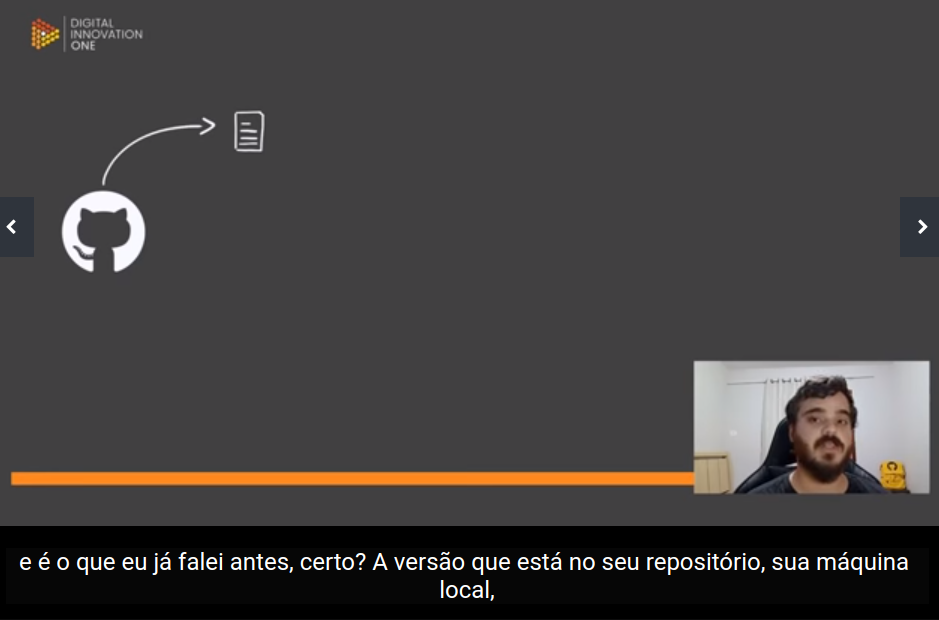 DIGITAL
INNOVATION
ONE
e é o que eu já falei antes, certo? A versão que está no seu repositório, sua máquina
local,